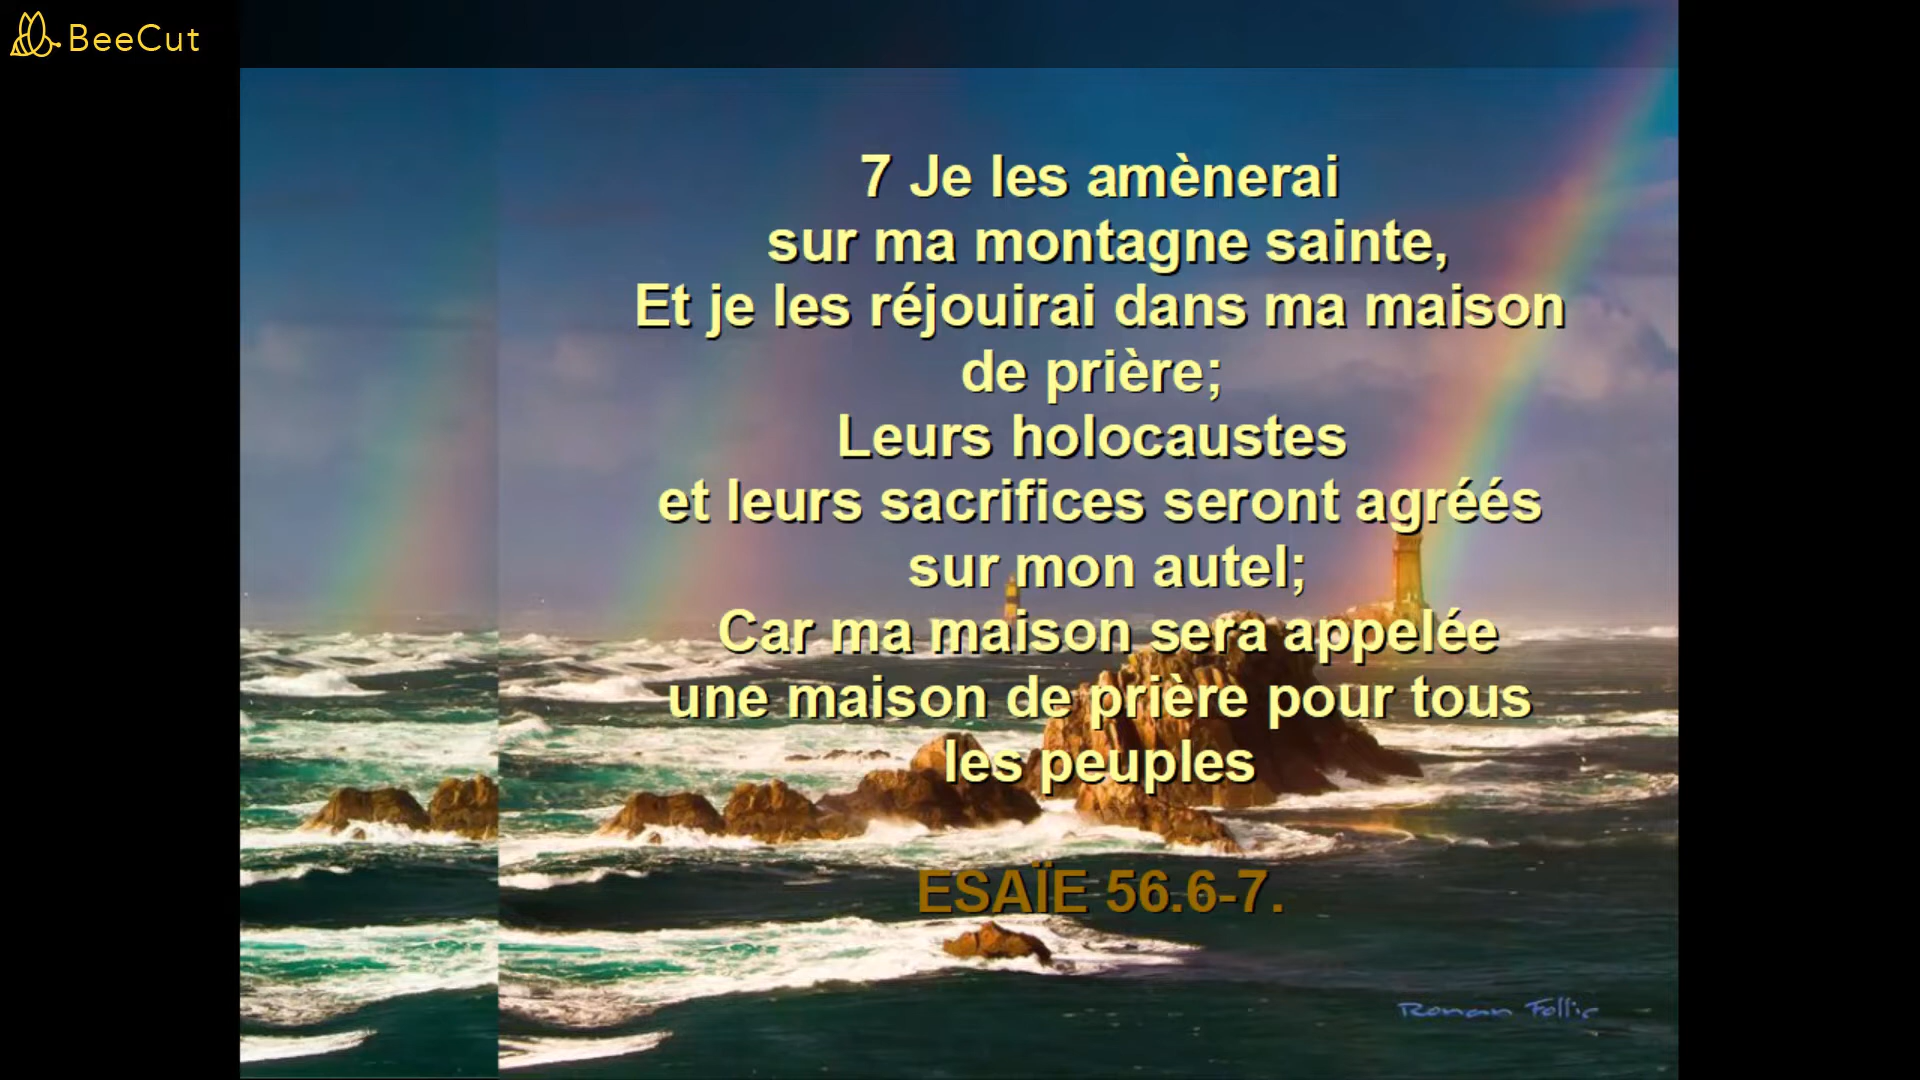 BeeCut
7 Je les amènerai
sur ma montagne sainte,
Et je les réjouirai dans ma maison
de prière;
Leurs holocaustes
et leurs sacrifices seront agréés
sur mon autel;
Car ma maison sera appelée
une maison de prière pour tous
les peuples
ESAÏE 56.6-7.
Ronan Follic